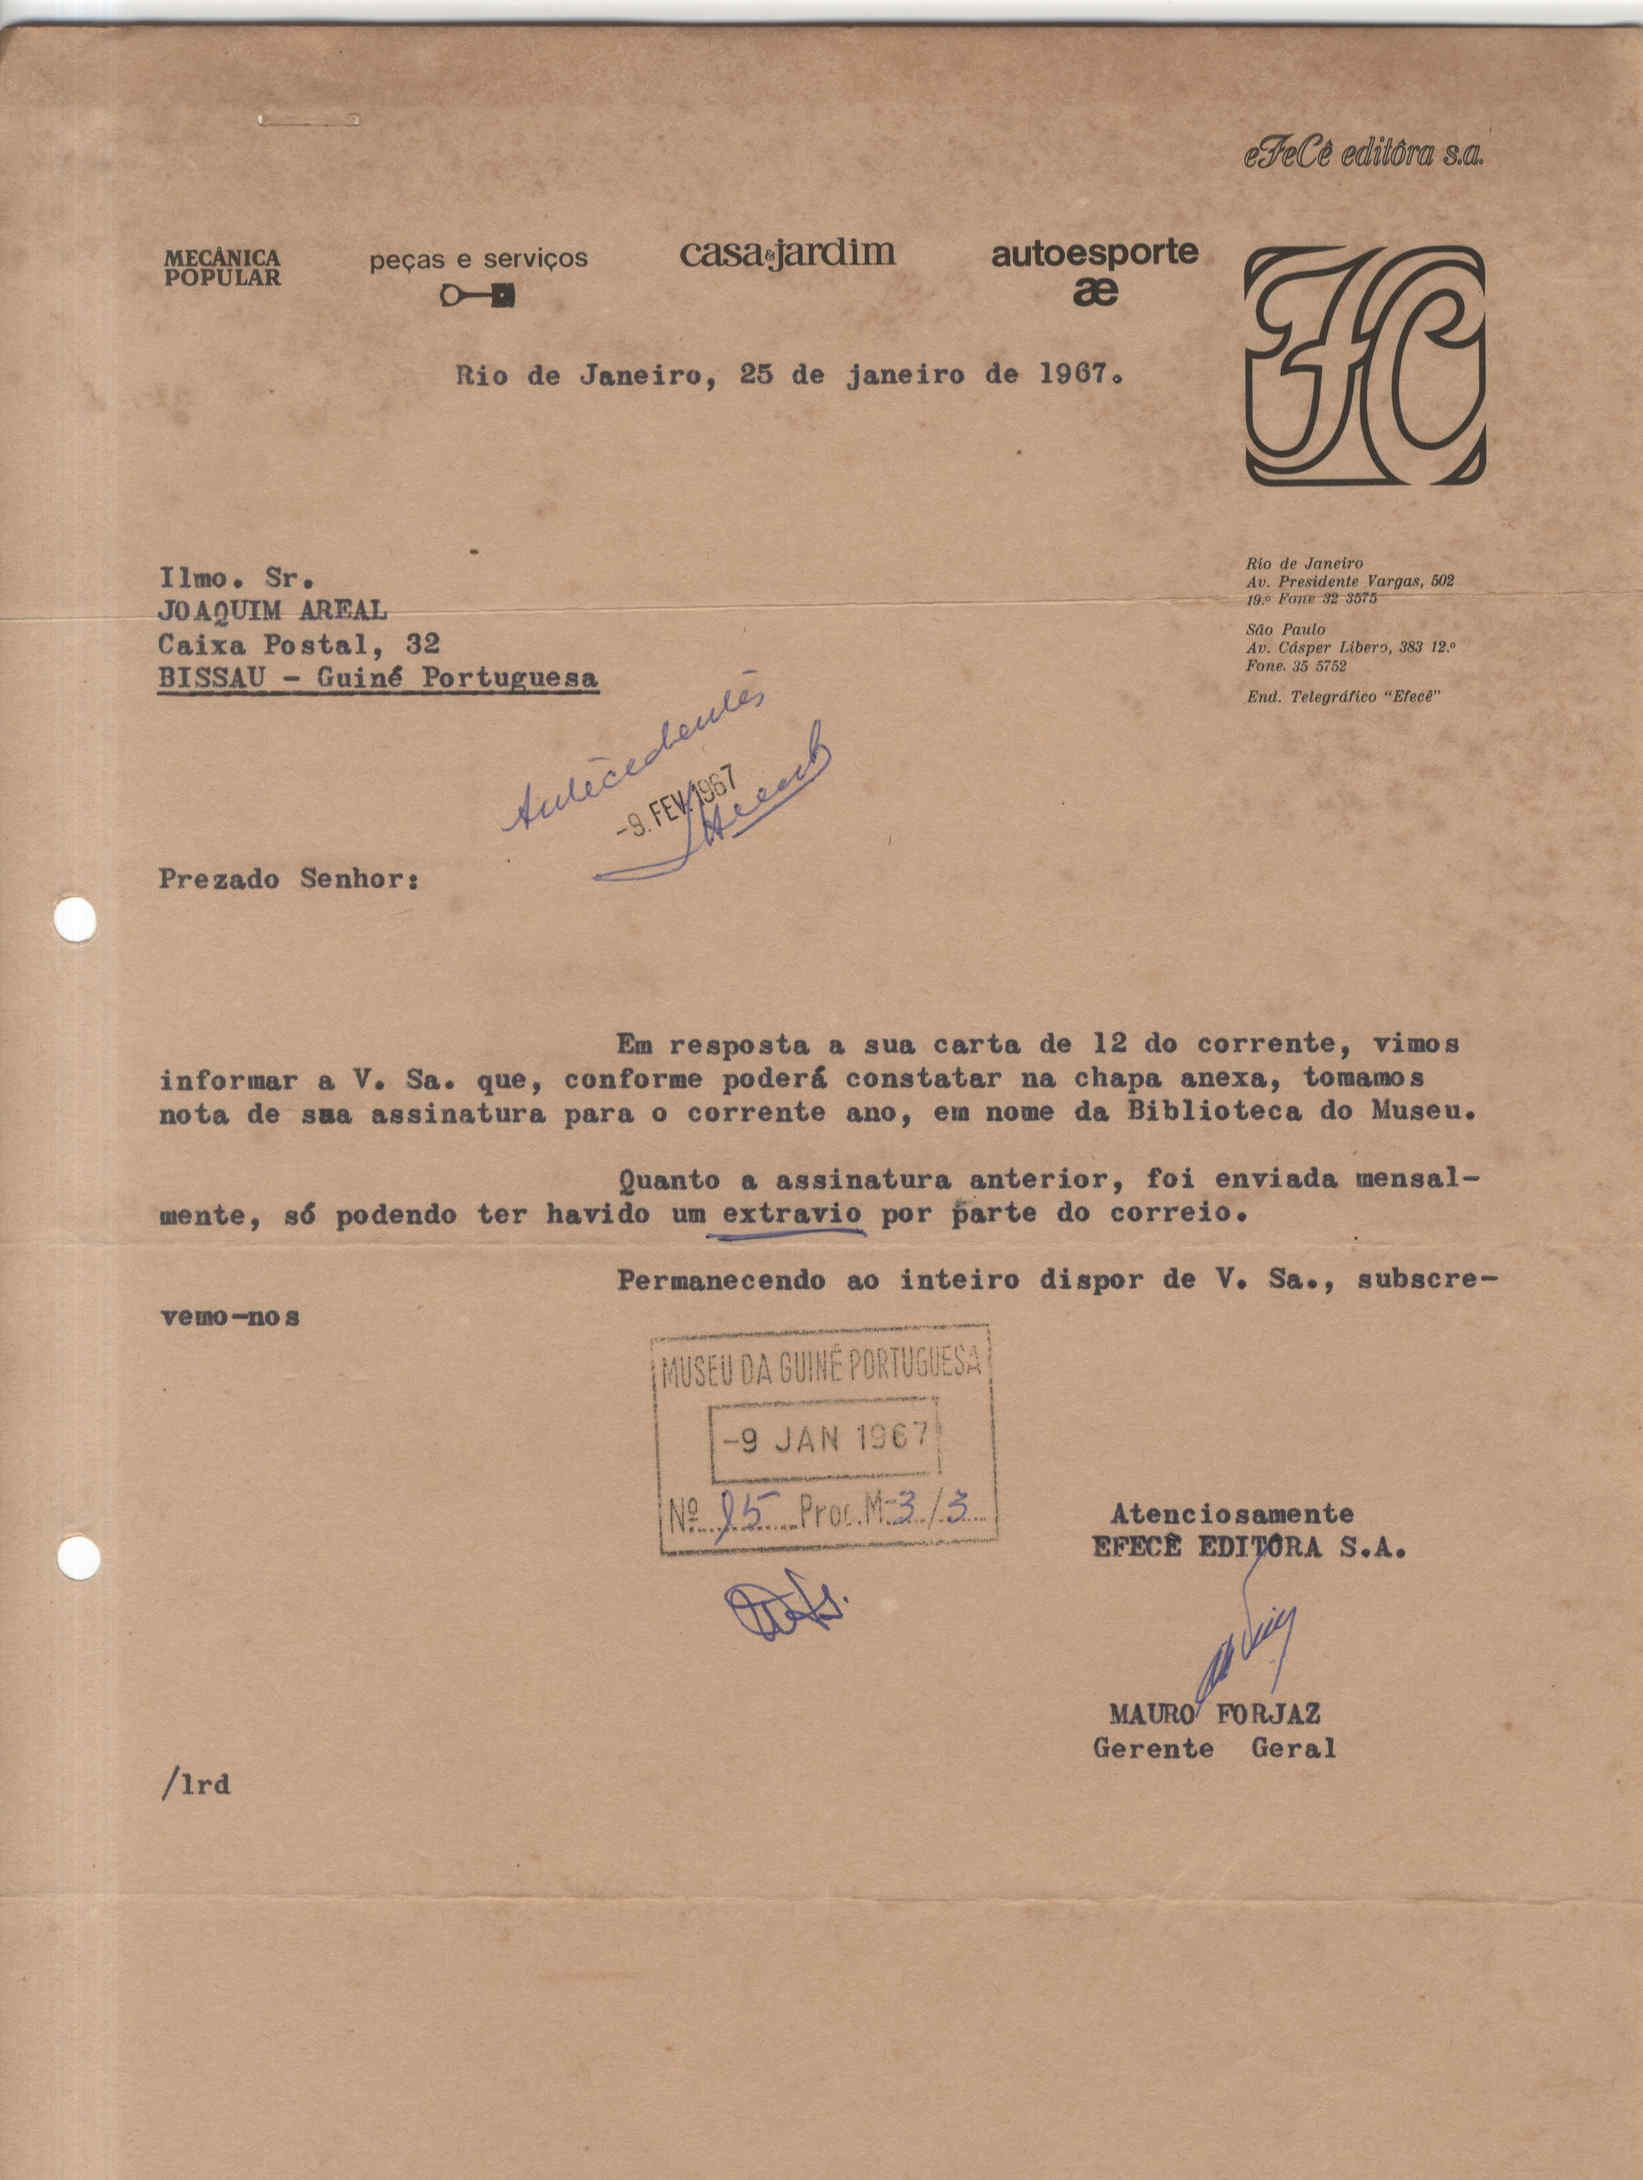 eFeCê editôra s.a.
MECÂNICA
POPULAR
peças e serviços
casa & jardim
autoesporte
ae
FC
Rio de Janeiro, 25 de janeiro de 1967.
Rio de Janeiro
Av. Presidente Vargas, 502
19.º Fone 32 3575
São Paulo
Av. Cásper Libero, 383 12.º
Fone. 35 5752
End. Telegráfico "Efecê"
Ilmo. Sr.
JOAQUIM AREAL
Caixa Postal, 32
BISSAU - Guiné Portuguesa
Antecedentes
-9. FEV. 1967
Prezado Senhor:
Em resposta a sua carta de 12 do corrente, vimos
informar a V. Sa. que, conforme poderá constatar na chapa anexa, tomamos
nota de sua assinatura para o corrente ano, em nome da Biblioteca do Museu.
Quanto a assinatura anterior, foi enviada mensal-
mente, só podendo ter havido um extravio por parte do correio.
Permanecendo ao inteiro dispor de V. Sa., subscre-
vemo-nos
MUSEU DA GUINÉ PORTUGUESA
-9 JAN 1967
Nº 95 Proc. M-3/3
Atenciosamente
EFECÊ EDITÔRA S.A.
MAURO FORJAZ
Gerente Geral
/lrd